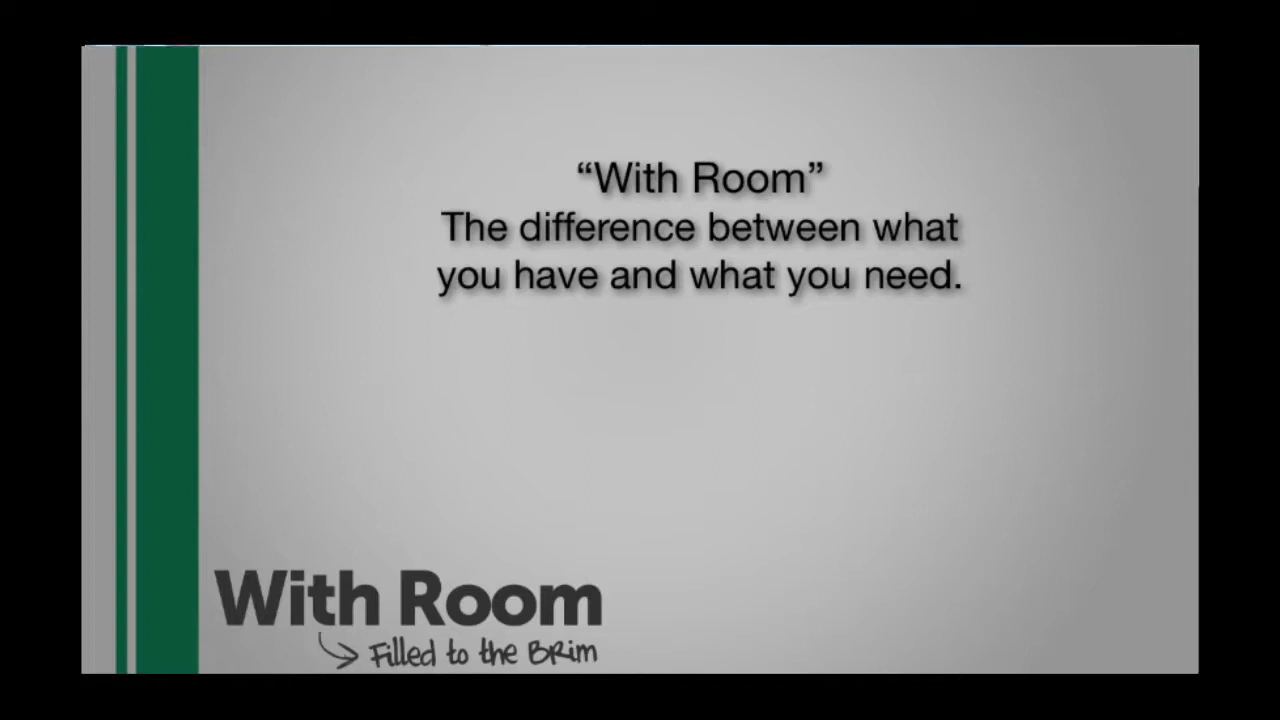 “With Room”
The difference between what
you have and what you need.
With Room
Filled to the BRim